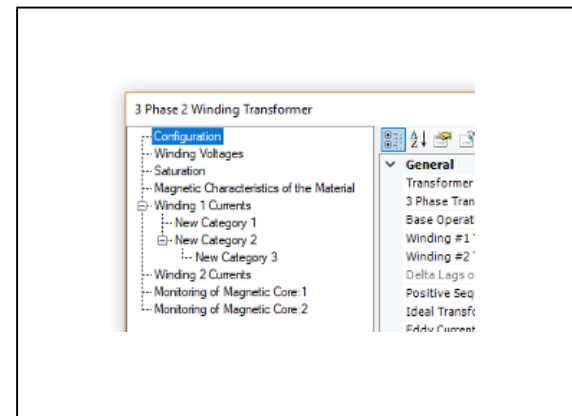 3 Phase 2 Winding Transformer
Configuration
Winding Voltages
Saturation
Magnetic Characteristics of the Material
Winding 1 Currents
New Category 1
New Category 2
New Category 3
Winding 2 Currents
Monitoring of Magnetic Core:1
Monitoring of Magnetic Core:2
General
Transformer
3 Phase Tran
Base Operat
Winding #1
Winding #2
Delta Lags o
Positive Seq
Ideal Transfo
Eddy Current